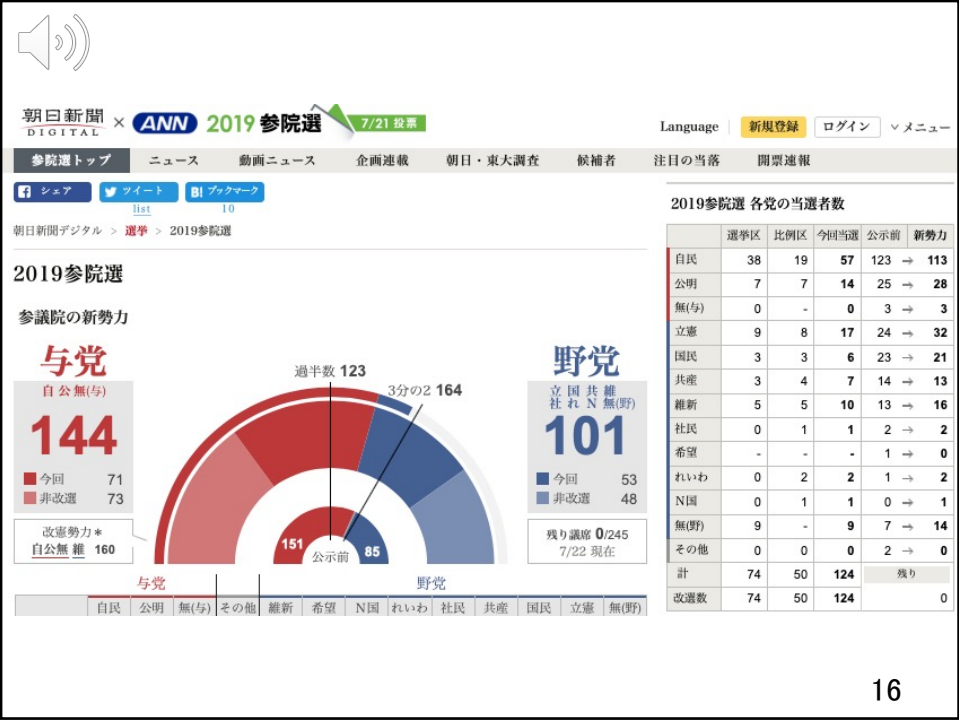 朝日新聞 DIGITAL × ANN 2019 参院選 7/21 投票
Language 新規登録 ログイン ∨メニュー
参院選トップ ニュース 動画ニュース 企画連載 朝日・東大調査 候補者 注目の当落 開票速報
シェア ツイート B! ブックマーク
list 10
朝日新聞デジタル > 選挙 > 2019参院選
2019参院選
参議院の新勢力
与党
自公無(与)
144
今回 71
非改選 73
改憲勢力*
自公無 維 160
過半数 123
3分の2 164
151 公示前 85
野党
立 国 共 維
社 れ N 無(野)
101
今回 53
非改選 48
残り議席 0/245
7/22 現在
与党 野党
自民 公明 無(与) その他 維新 希望 N国 れいわ 社民 共産 国民 立憲 無(野)
2019参院選 各党の当選者数
選挙区 比例区 今回当選 公示前 新勢力
自民 38 19 57 123 → 113
公明 7 7 14 25 → 28
無(与) 0 - 0 3 → 3
立憲 9 8 17 24 → 32
国民 3 3 6 23 → 21
共産 3 4 7 14 → 13
維新 5 5 10 13 → 16
社民 0 1 1 2 → 2
希望 - - - 1 → 0
れいわ 0 2 2 1 → 2
N国 0 1 1 0 → 1
無(野) 9 - 9 7 → 14
その他 0 0 0 2 → 0
計 74 50 124 残り
改選数 74 50 124 0
16